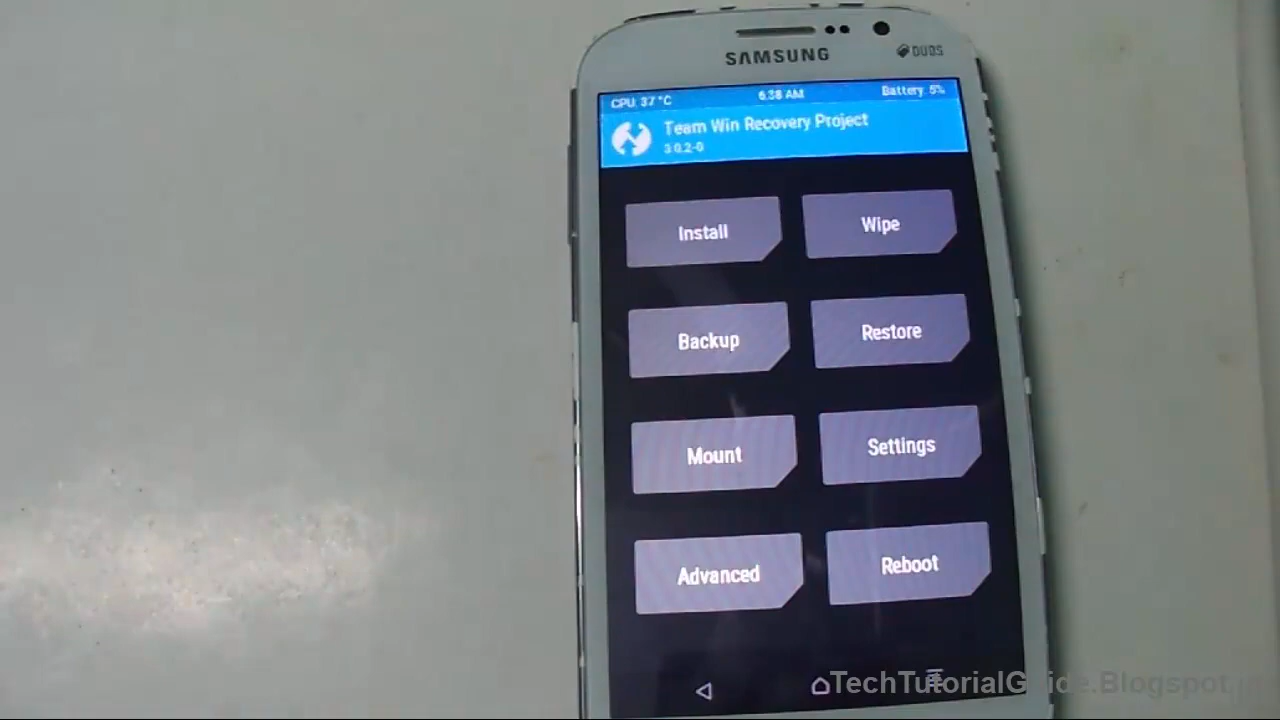 SAMSUNG
DUOS
CPU: 37 °C 6:38 AM Battery: 5%
Team Win Recovery Project
3.0.2-0
Install Wipe
Backup Restore
Mount Settings
Advanced Reboot
TechTutorialGuide.Blogspot